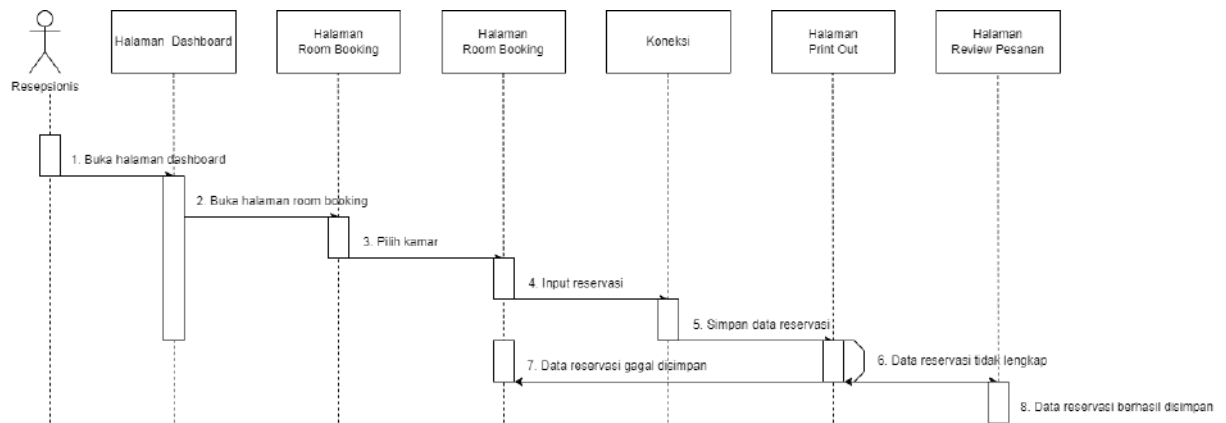 Halaman Dashboard
Halaman
Room Booking
Halaman
Room Booking
Koneksi
Halaman
Print Out
Halaman
Review Pesanan
Resepsionis
1. Buka halaman dashboard
2. Buka halaman room booking
3. Pilih kamar
4. Input reservasi
5. Simpan data reservasi
6. Data reservasi tidak lengkap
7. Data reservasi gagal disimpan
8. Data reservasi berhasil disimpan